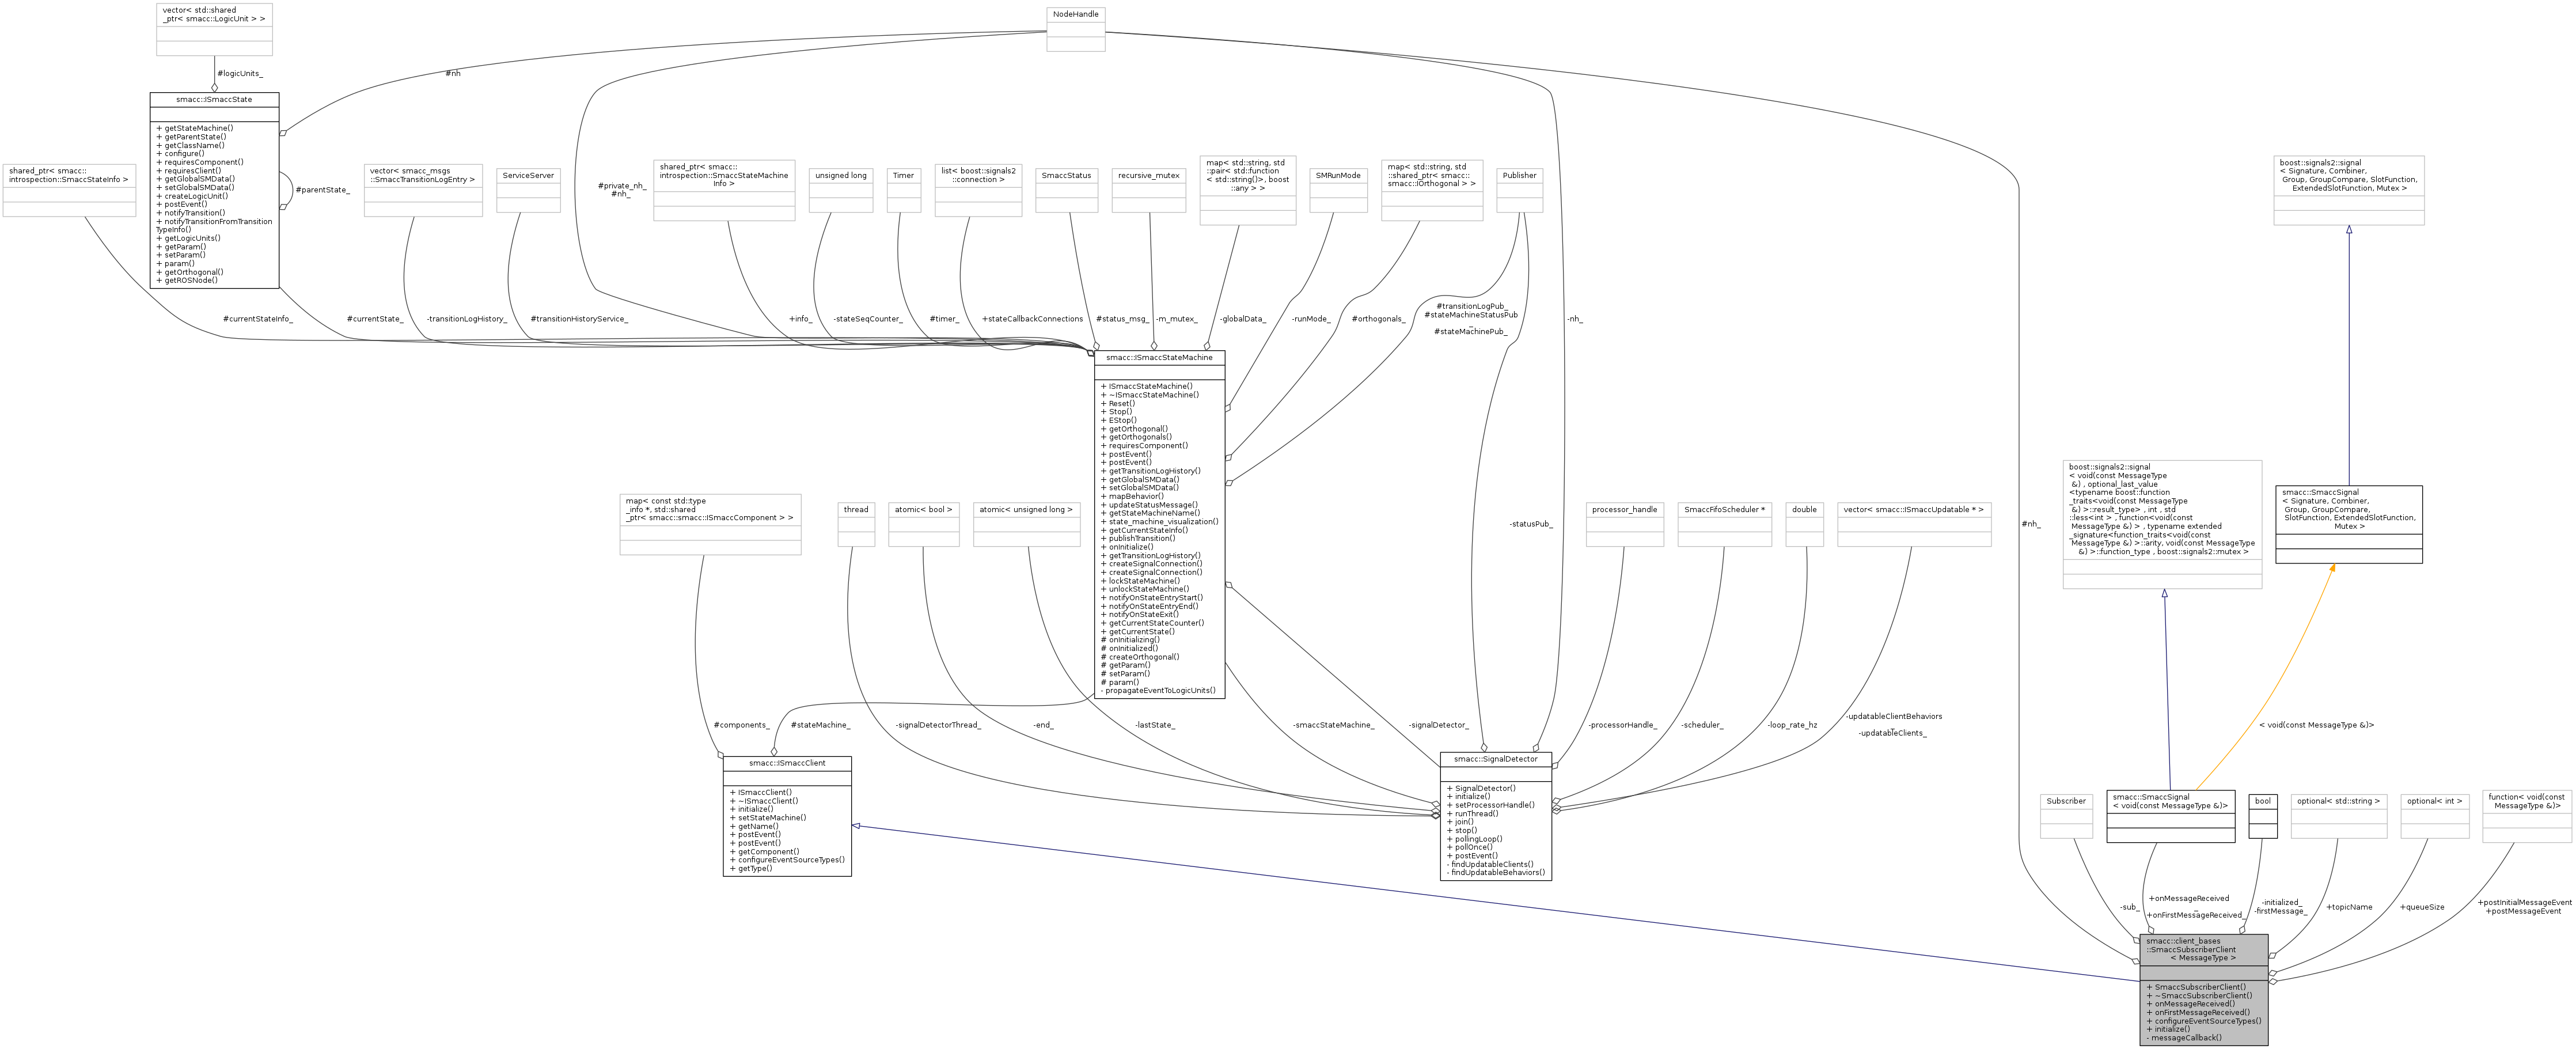 vector< std::shared
_ptr< smacc::LogicUnit > >
NodeHandle
#logicUnits_
#nh
smacc::ISmaccState
+ getStateMachine()
+ getParentState()
+ getClassName()
+ configure()
+ requiresComponent()
+ requiresClient()
+ getGlobalSMData()
+ setGlobalSMData()
+ createLogicUnit()
+ postEvent()
+ notifyTransition()
+ notifyTransitionFromTransition
TypeInfo()
+ getLogicUnits()
+ getParam()
+ setParam()
+ param()
+ getOrthogonal()
+ getROSNode()
#parentState_
shared_ptr< smacc::
introspection::SmaccStateInfo >
vector< smacc_msgs
::SmaccTransitionLogEntry >
ServiceServer
#private_nh_
#nh_
shared_ptr< smacc::
introspection::SmaccStateMachine
Info >
unsigned long
Timer
list< boost::signals2
::connection >
SmaccStatus
recursive_mutex
map< std::string, std
::pair< std::function
< std::string()>, boost
::any > >
SMRunMode
map< std::string, std
::shared_ptr< smacc::
smacc::IOrthogonal > >
Publisher
boost::signals2::signal
< Signature, Combiner,
Group, GroupCompare, SlotFunction,
ExtendedSlotFunction, Mutex >
#currentStateInfo_
#currentState_
-transitionLogHistory_
#transitionHistoryService_
+info_
-stateSeqCounter_
#timer_
+stateCallbackConnections
#status_msg_
-m_mutex_
-globalData_
-runMode_
#orthogonals_
#transitionLogPub_
#stateMachineStatusPub
_
#stateMachinePub_
-nh_
smacc::ISmaccStateMachine
+ ISmaccStateMachine()
+ ~ISmaccStateMachine()
+ Reset()
+ Stop()
+ EStop()
+ getOrthogonal()
+ getOrthogonals()
+ requiresComponent()
+ postEvent()
+ postEvent()
+ getTransitionLogHistory()
+ getGlobalSMData()
+ setGlobalSMData()
+ mapBehavior()
+ updateStatusMessage()
+ getStateMachineName()
+ state_machine_visualization()
+ getCurrentStateInfo()
+ publishTransition()
+ onInitialize()
+ getTransitionLogHistory()
+ createSignalConnection()
+ createSignalConnection()
+ lockStateMachine()
+ unlockStateMachine()
+ notifyOnStateEntryStart()
+ notifyOnStateEntryEnd()
+ notifyOnStateExit()
+ getCurrentStateCounter()
+ getCurrentState()
# onInitializing()
# onInitialized()
# createOrthogonal()
# getParam()
# setParam()
# param()
- propagateEventToLogicUnits()
map< const std::type
_info *, std::shared
_ptr< smacc::smacc::ISmaccComponent > >
thread
atomic< bool >
atomic< unsigned long >
-statusPub_
processor_handle
SmaccFifoScheduler *
double
vector< smacc::ISmaccUpdatable * >
#nh_
boost::signals2::signal
< void(const MessageType
&) , optional_last_value
<typename boost::function
_traits<void(const MessageType
&) >::result_type> , int , std
::less<int > , function<void(const
MessageType &) > , typename extended
_signature<function_traits<void(const
MessageType &) >::arity, void(const MessageType
&) >::function_type , boost::signals2::mutex >
smacc::SmaccSignal
< Signature, Combiner,
Group, GroupCompare,
SlotFunction, ExtendedSlotFunction,
Mutex >
#components_
#stateMachine_
-signalDetectorThread_
-end_
-lastState_
-smaccStateMachine_
-signalDetector_
-processorHandle_
-scheduler_
-loop_rate_hz
-updatableClientBehaviors
_
-updatableClients_
< void(const MessageType &)>
smacc::ISmaccClient
+ ISmaccClient()
+ ~ISmaccClient()
+ initialize()
+ setStateMachine()
+ getName()
+ postEvent()
+ postEvent()
+ getComponent()
+ configureEventSourceTypes()
+ getType()
smacc::SignalDetector
+ SignalDetector()
+ initialize()
+ setProcessorHandle()
+ runThread()
+ join()
+ stop()
+ pollingLoop()
+ pollOnce()
+ postEvent()
- findUpdatableClients()
- findUpdatableBehaviors()
Subscriber
smacc::SmaccSignal
< void(const MessageType &)>
bool
optional< std::string >
optional< int >
function< void(const
MessageType &)>
-sub_
+onMessageReceived
_
+onFirstMessageReceived_
-initialized_
-firstMessage_
+topicName
+queueSize
+postInitialMessageEvent
+postMessageEvent
smacc::client_bases
::SmaccSubscriberClient
< MessageType >
+ SmaccSubscriberClient()
+ ~SmaccSubscriberClient()
+ onMessageReceived()
+ onFirstMessageReceived()
+ configureEventSourceTypes()
+ initialize()
- messageCallback()